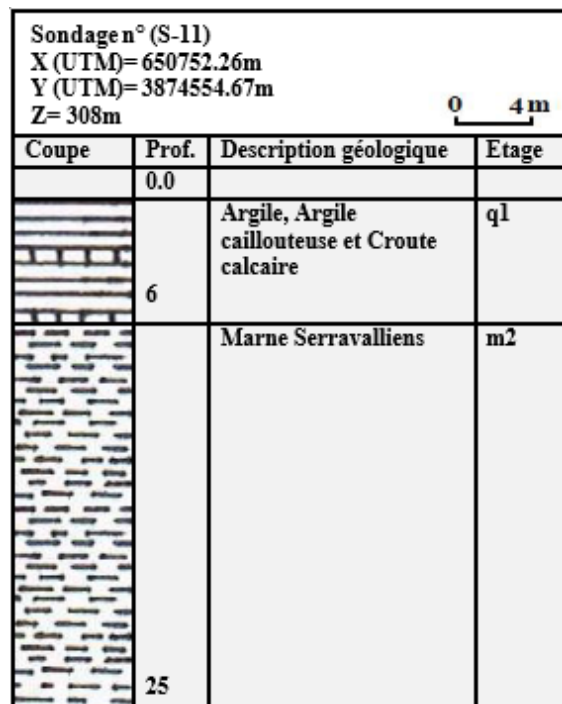 Sondage n° (S-11)
X (UTM)= 650752.26m
Y (UTM)= 3874554.67m
Z= 308m
0 4 m
Coupe Prof. Description géologique Etage
0.0
Argile, Argile q1
caillouteuse et Croute
calcaire
6
Marne Serravalliens m2
25